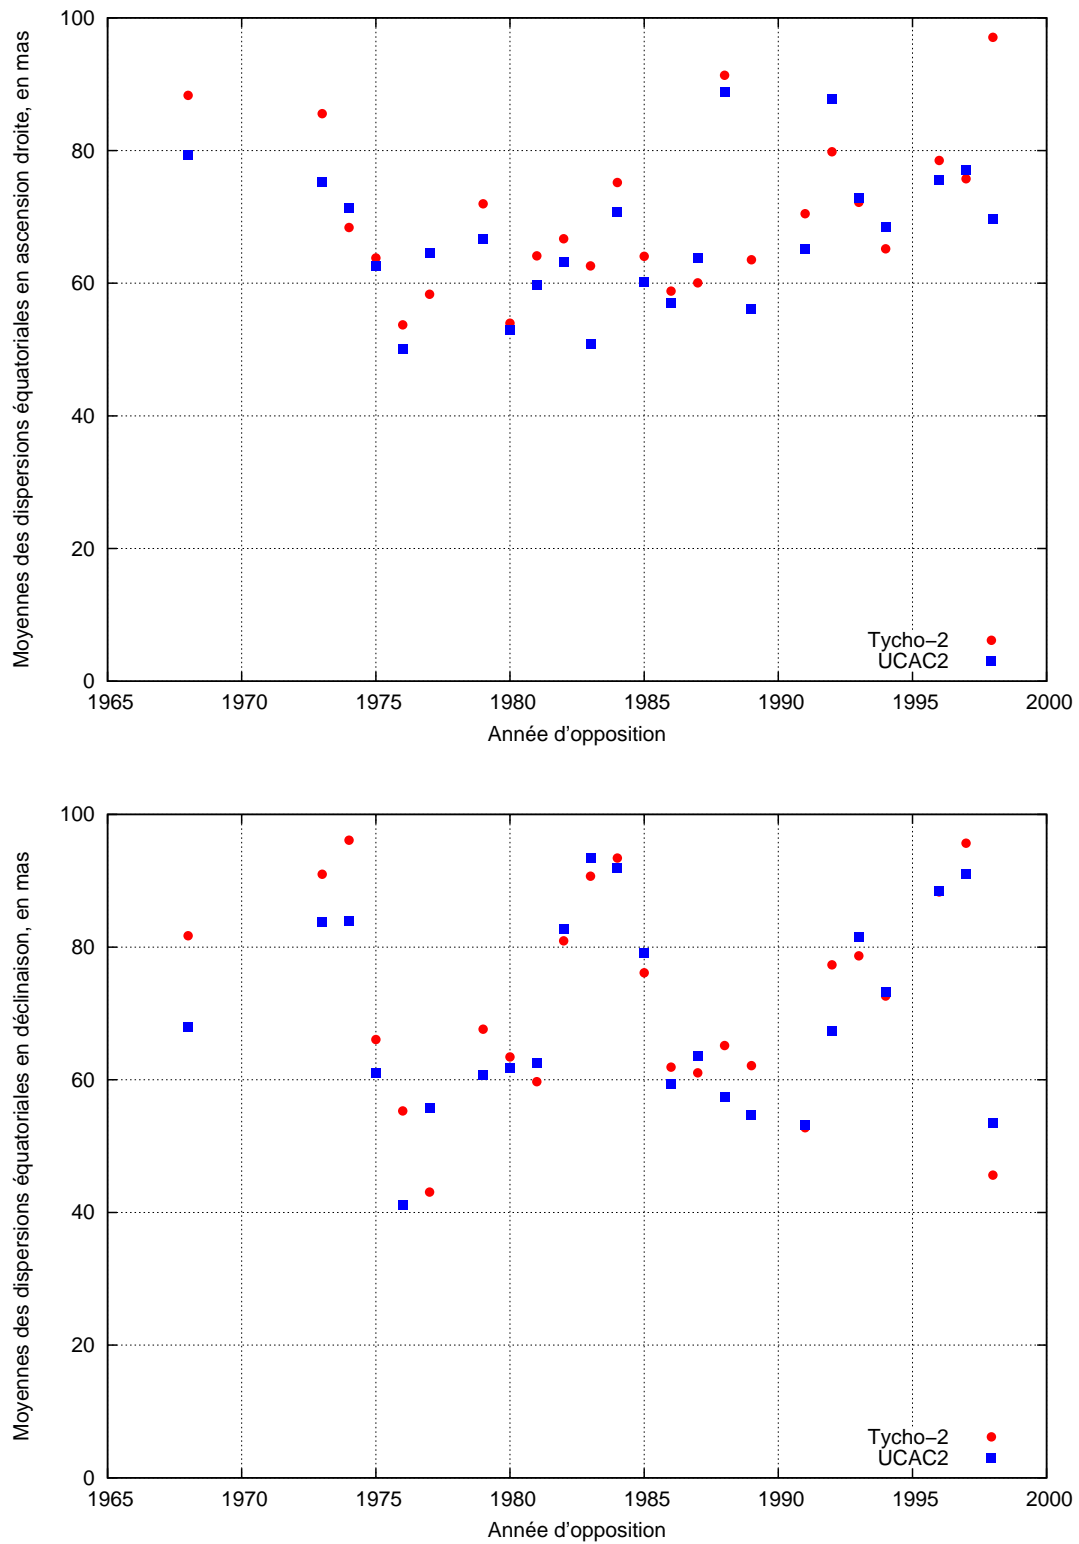 Moyennes des dispersions équatoriales en ascension droite, en mas
100
80
60
40
20
0
Tycho−2
UCAC2
1965 1970 1975 1980 1985 1990 1995 2000
Année d'opposition
Moyennes des dispersions équatoriales en déclinaison, en mas
100
80
60
40
20
0
Tycho−2
UCAC2
1965 1970 1975 1980 1985 1990 1995 2000
Année d'opposition